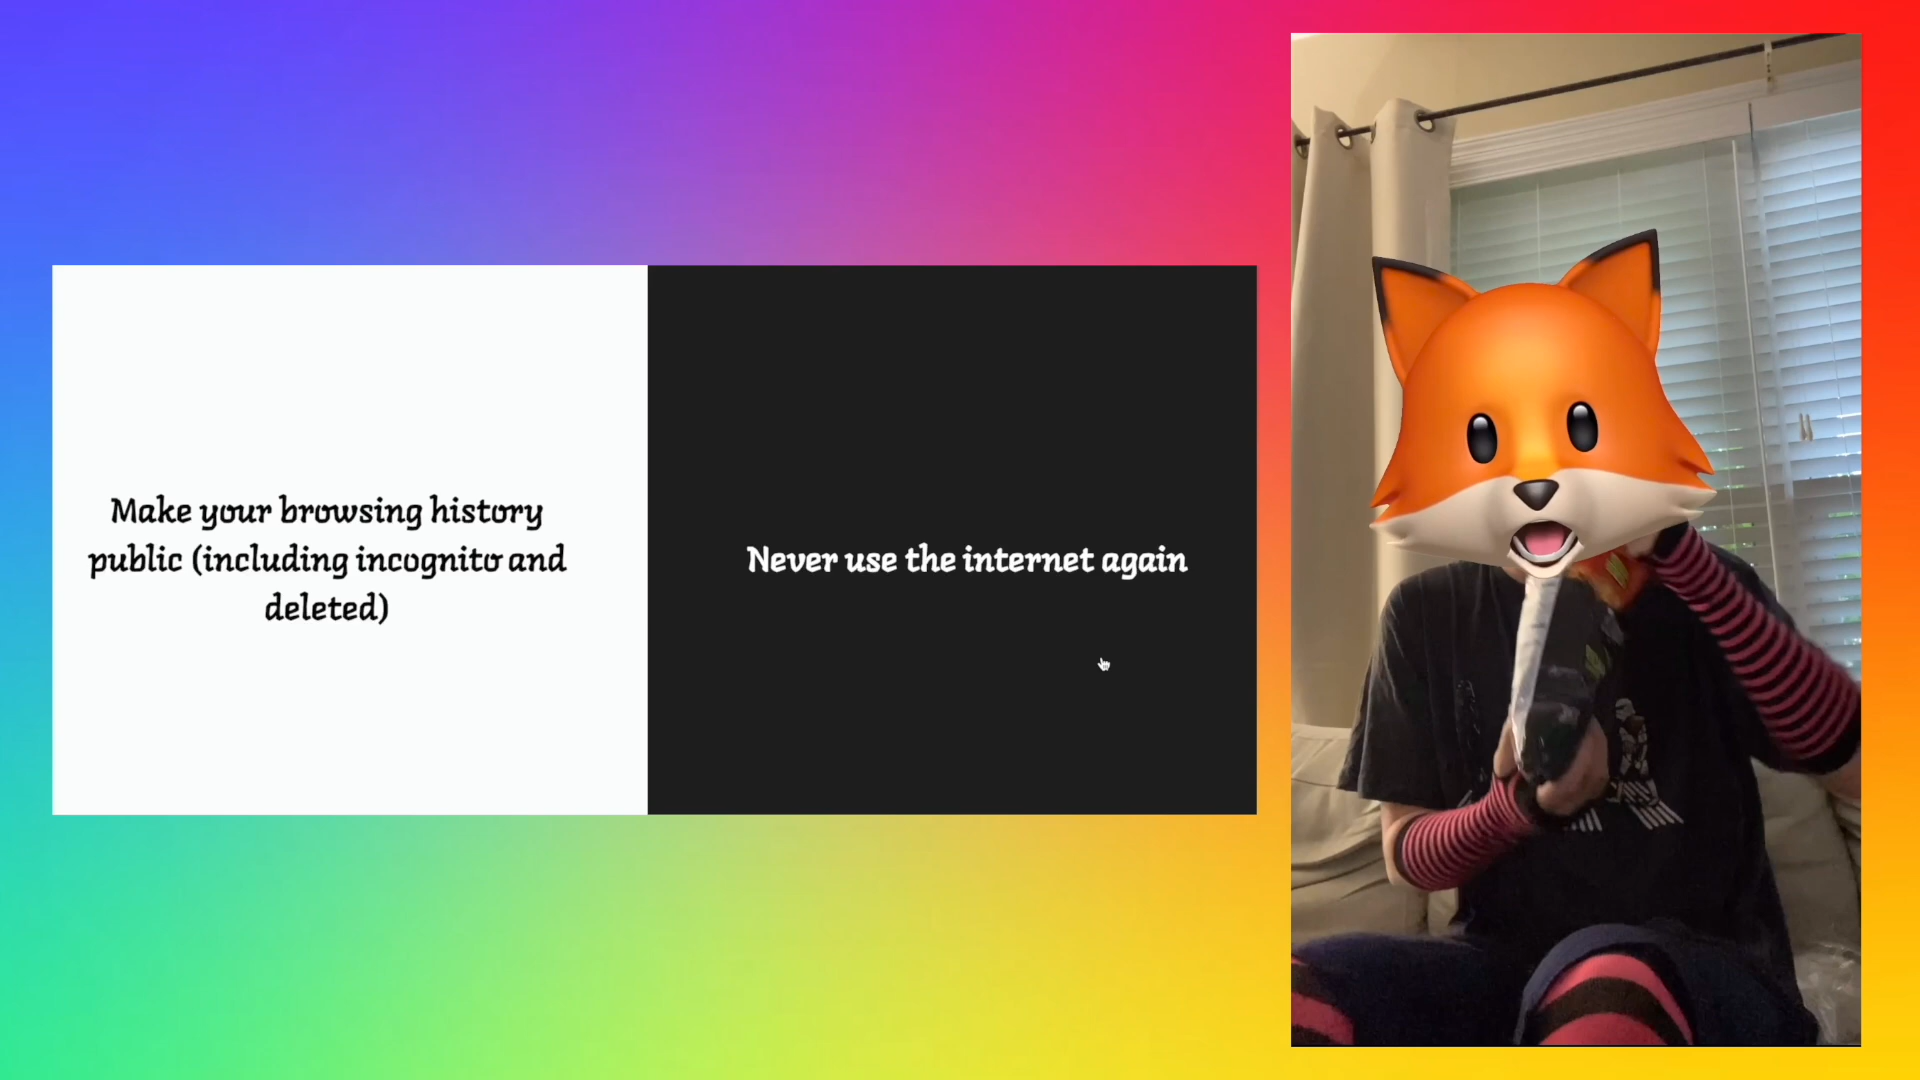 Make your browsing history
public (including incognito and
deleted)
Never use the internet again